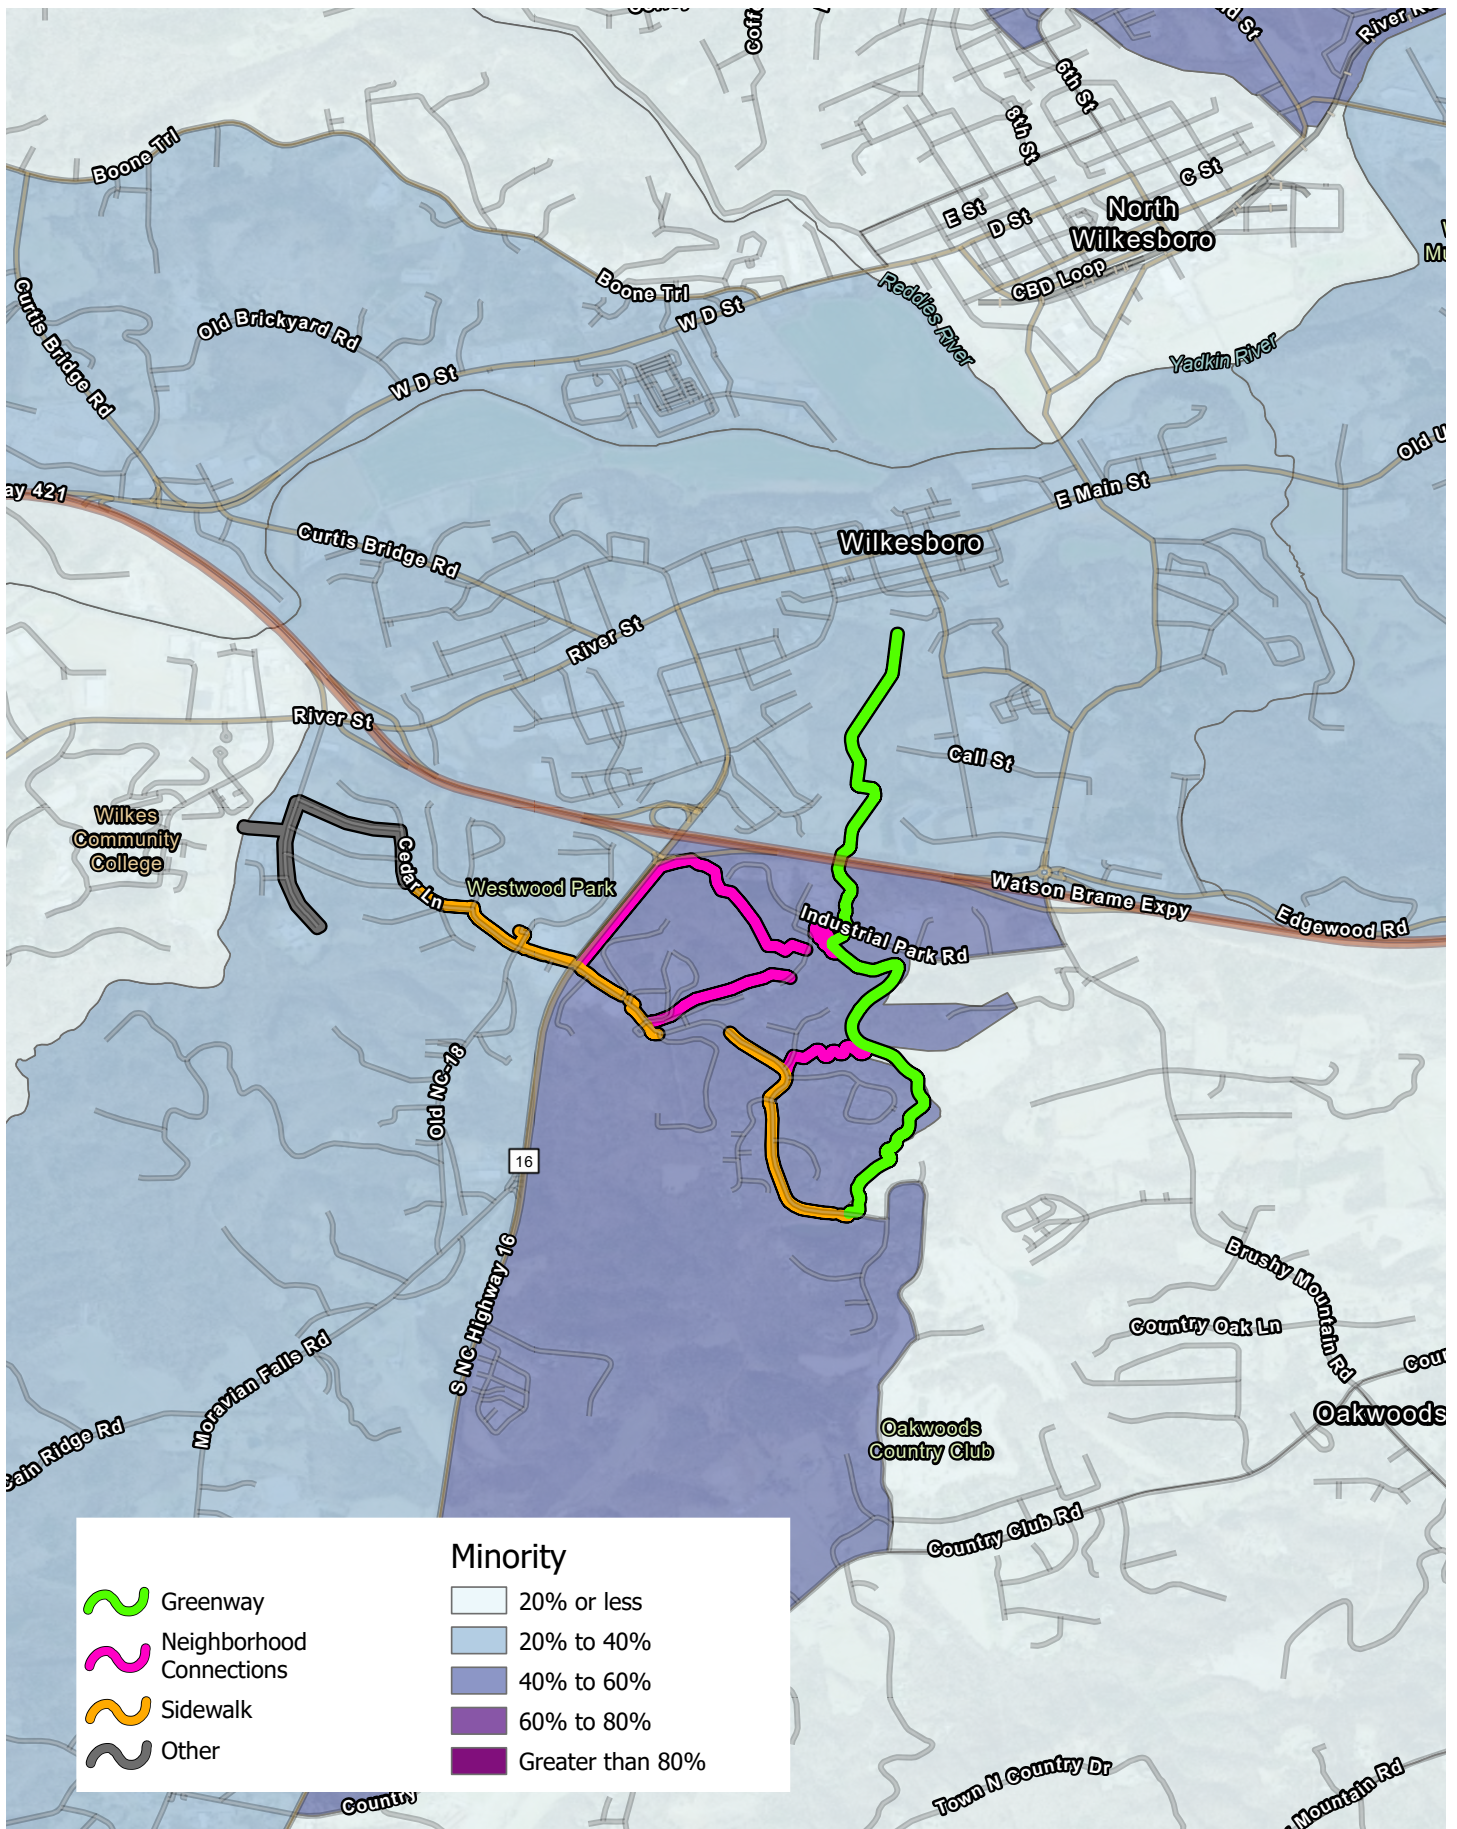 6th St
8th St
C St
E St
D St
North
Wilkesboro
CBD Loop
Boone Trl
Boone Trl
W D St
Reddies River
Yadkin River
Curtis Bridge Rd
Old Brickyard Rd
W D St
ay 421
E Main St
Curtis Bridge Rd
Wilkesboro
River St
River St
Call St
Wilkes
Community
College
Cedar Ln
Westwood Park
Watson Brame Expy
Edgewood Rd
Industrial Park Rd
Old NC-18
16
S NC Highway 16
Brushy Mountain Rd
Country Oak Ln
Moravian Falls Rd
Cain Ridge Rd
Oakwoods
Oakwoods
Country Club
Country Club Rd
Minority
Greenway
Neighborhood
Connections
Sidewalk
Other
20% or less
20% to 40%
40% to 60%
60% to 80%
Greater than 80%
Country
Town N Country Dr
Mountain Rd